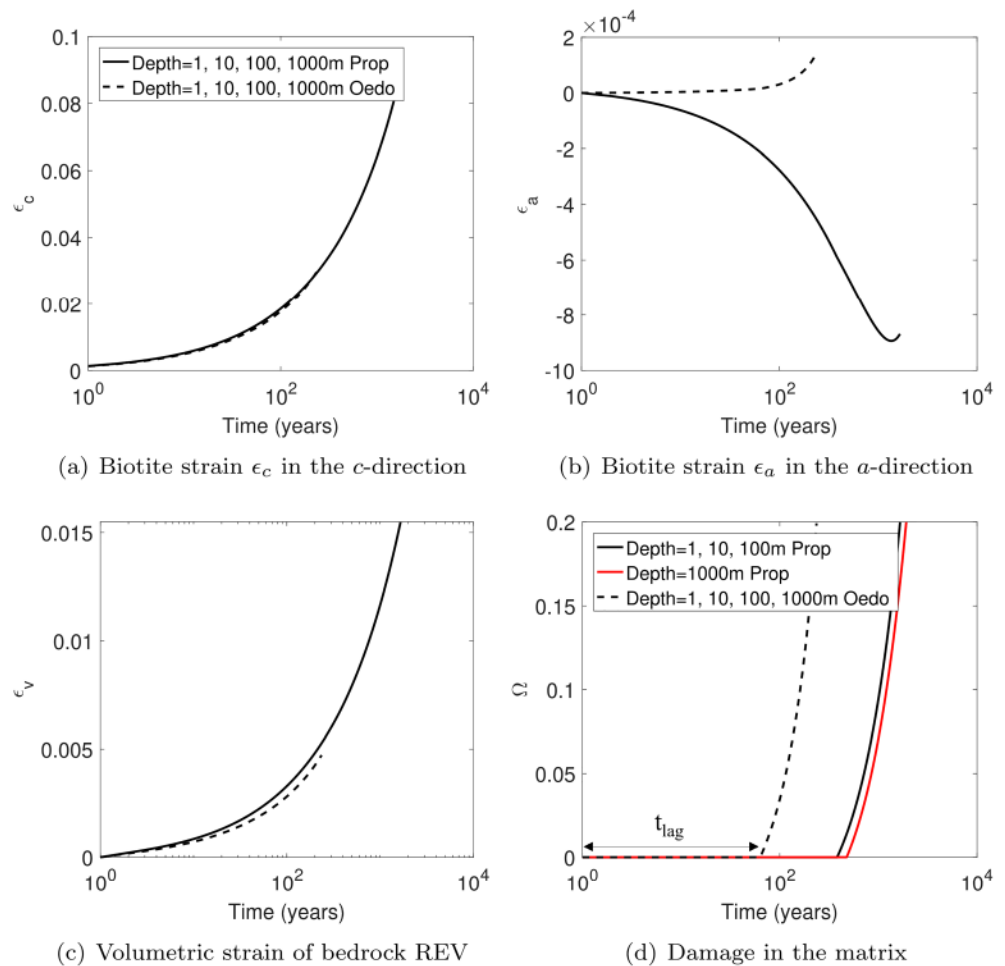 0.1
0.08
0.06
0.04
0.02
0
ϵc
Depth=1, 10, 100, 1000m Prop
Depth=1, 10, 100, 1000m Oedo
10^0 10^2 10^4
Time (years)
(a) Biotite strain ϵc in the c-direction
×10^-4
2
0
-2
-4
-6
-8
-10
ϵa
10^0 10^2 10^4
Time (years)
(b) Biotite strain ϵa in the a-direction
0.015
0.01
0.005
0
ϵv
10^0 10^2 10^4
Time (years)
(c) Volumetric strain of bedrock REV
0.2
0.15
0.1
0.05
0
Ω
Depth=1, 10, 100m Prop
Depth=1000m Prop
Depth=1, 10, 100, 1000m Oedo
tlag
10^0 10^2 10^4
Time (years)
(d) Damage in the matrix